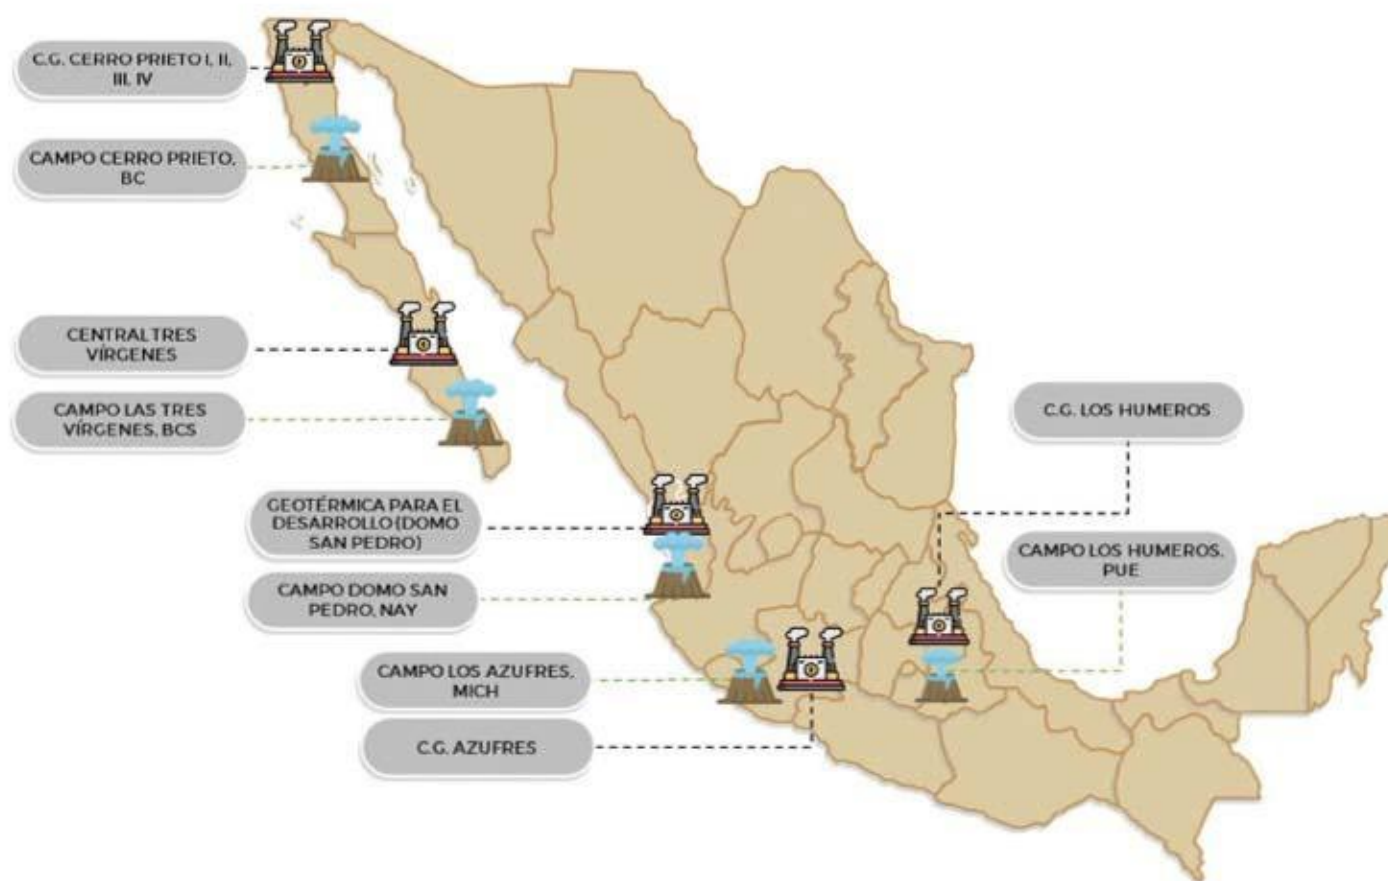 C.G. CERRO PRIETO I, II,
III. IV
CAMPO CERRO PRIETO,
BC
CENTRAL TRES
VÍRGENES
CAMPO LAS TRES
VÍRGENES, BCS
C.G. LOS HUMEROS
GEOTÉRMICA PARA EL
DESARROLLO (DOMO
SAN PEDRO)
CAMPO LOS HUMEROS,
PUE
CAMPO DOMO SAN
PEDRO, NAY
CAMPO LOS AZUFRES,
MICH
C.G. AZUFRES